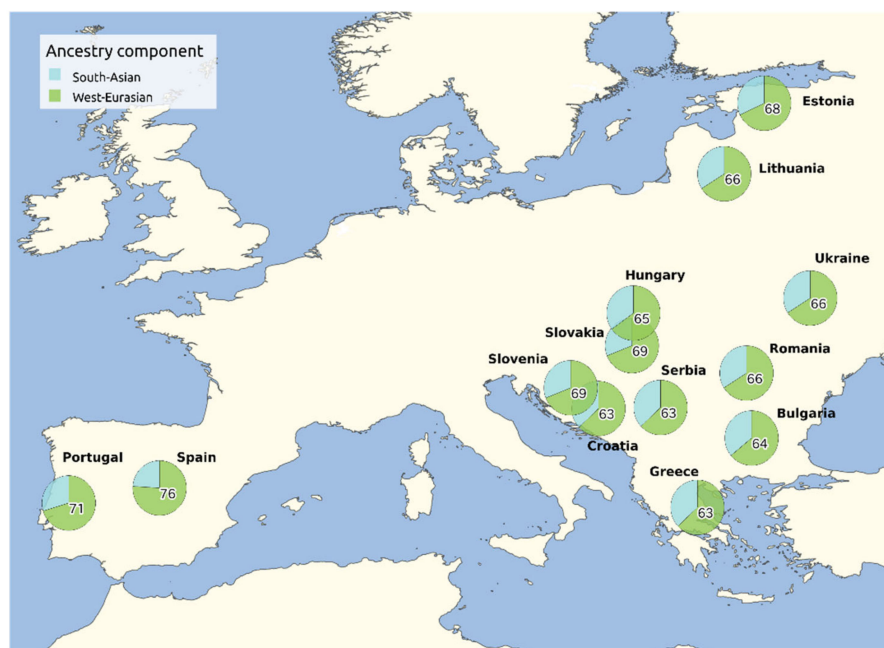 Ancestry component
South-Asian
West-Eurasian
68
Estonia
Lithuania
66
Ukraine
Hungary
66
65
Slovakia
69
Romania
Slovenia
Serbia
66
69
63
63
Bulgaria
64
Croatia
Portugal
Spain
Greece
76
71
63